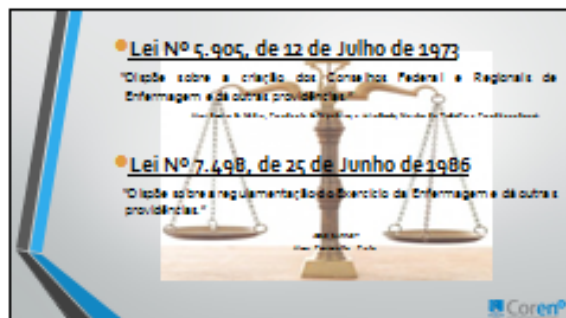 Lei Nº 5.905, de 12 de Julho de 1973
"Dispõe sobre a criação dos Conselhos Federal e Regionais de
Enfermagem e dá outras providências."
Lei Nº 7.498, de 25 de Junho de 1986
"Dispõe sobre a regulamentação do Exercício da Enfermagem e dá outras
providências."
Coren